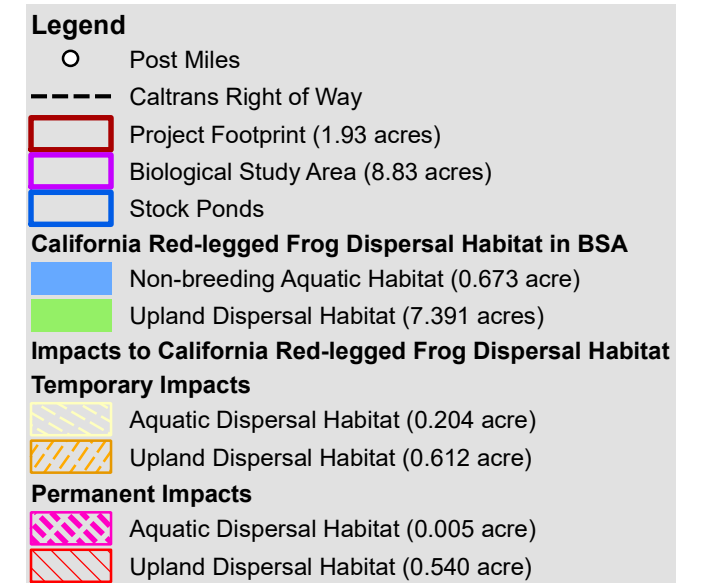 Legend
Post Miles
Caltrans Right of Way
Project Footprint (1.93 acres)
Biological Study Area (8.83 acres)
Stock Ponds
California Red-legged Frog Dispersal Habitat in BSA
Non-breeding Aquatic Habitat (0.673 acre)
Upland Dispersal Habitat (7.391 acres)
Impacts to California Red-legged Frog Dispersal Habitat
Temporary Impacts
Aquatic Dispersal Habitat (0.204 acre)
Upland Dispersal Habitat (0.612 acre)
Permanent Impacts
Aquatic Dispersal Habitat (0.005 acre)
Upland Dispersal Habitat (0.540 acre)